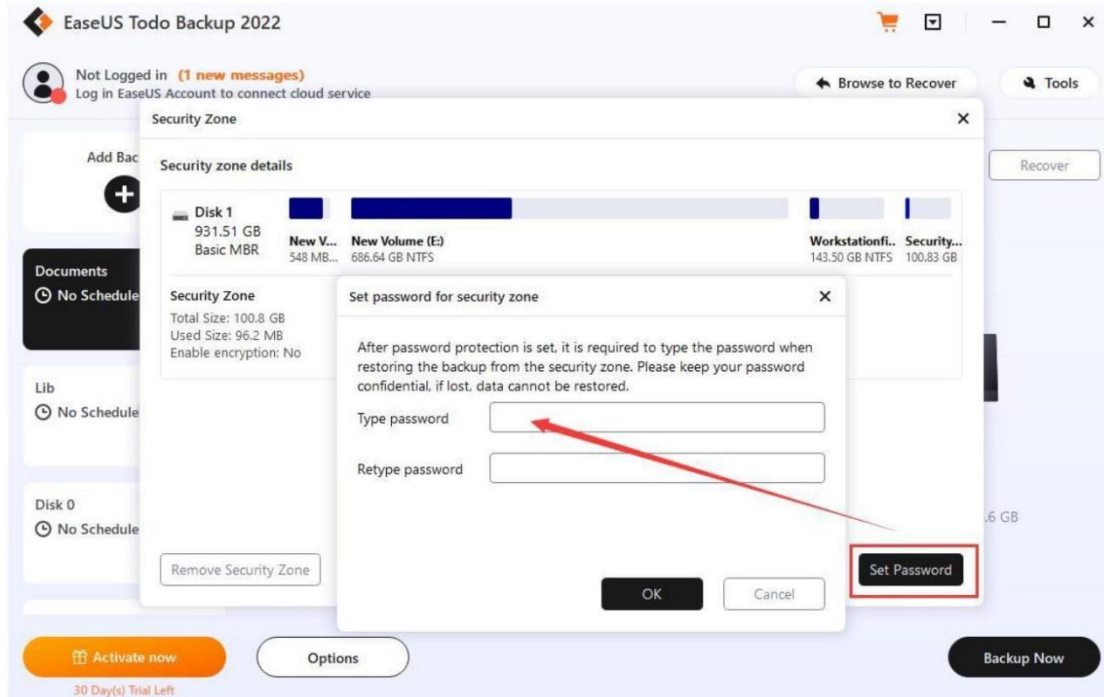 EaseUS Todo Backup 2022
Not Logged in (1 new messages)
Log in EaseUS Account to connect cloud service
Browse to Recover
Tools
Security Zone
Add Bac
Security zone details
Recover
Disk 1
931.51 GB
Basic MBR
New V...
548 MB...
New Volume (E:)
686.64 GB NTFS
Workstationfi..
143.50 GB NTFS
Security...
100.83 GB
Documents
No Schedule
Security Zone
Total Size: 100.8 GB
Used Size: 96.2 MB
Enable encryption: No
Set password for security zone
After password protection is set, it is required to type the password when
restoring the backup from the security zone. Please keep your password
confidential, if lost, data cannot be restored.
Type password
Retype password
Lib
No Schedule
Disk 0
No Schedule
.6 GB
Remove Security Zone
Set Password
OK
Cancel
Activate now
30 Day(s) Trial Left
Options
Backup Now